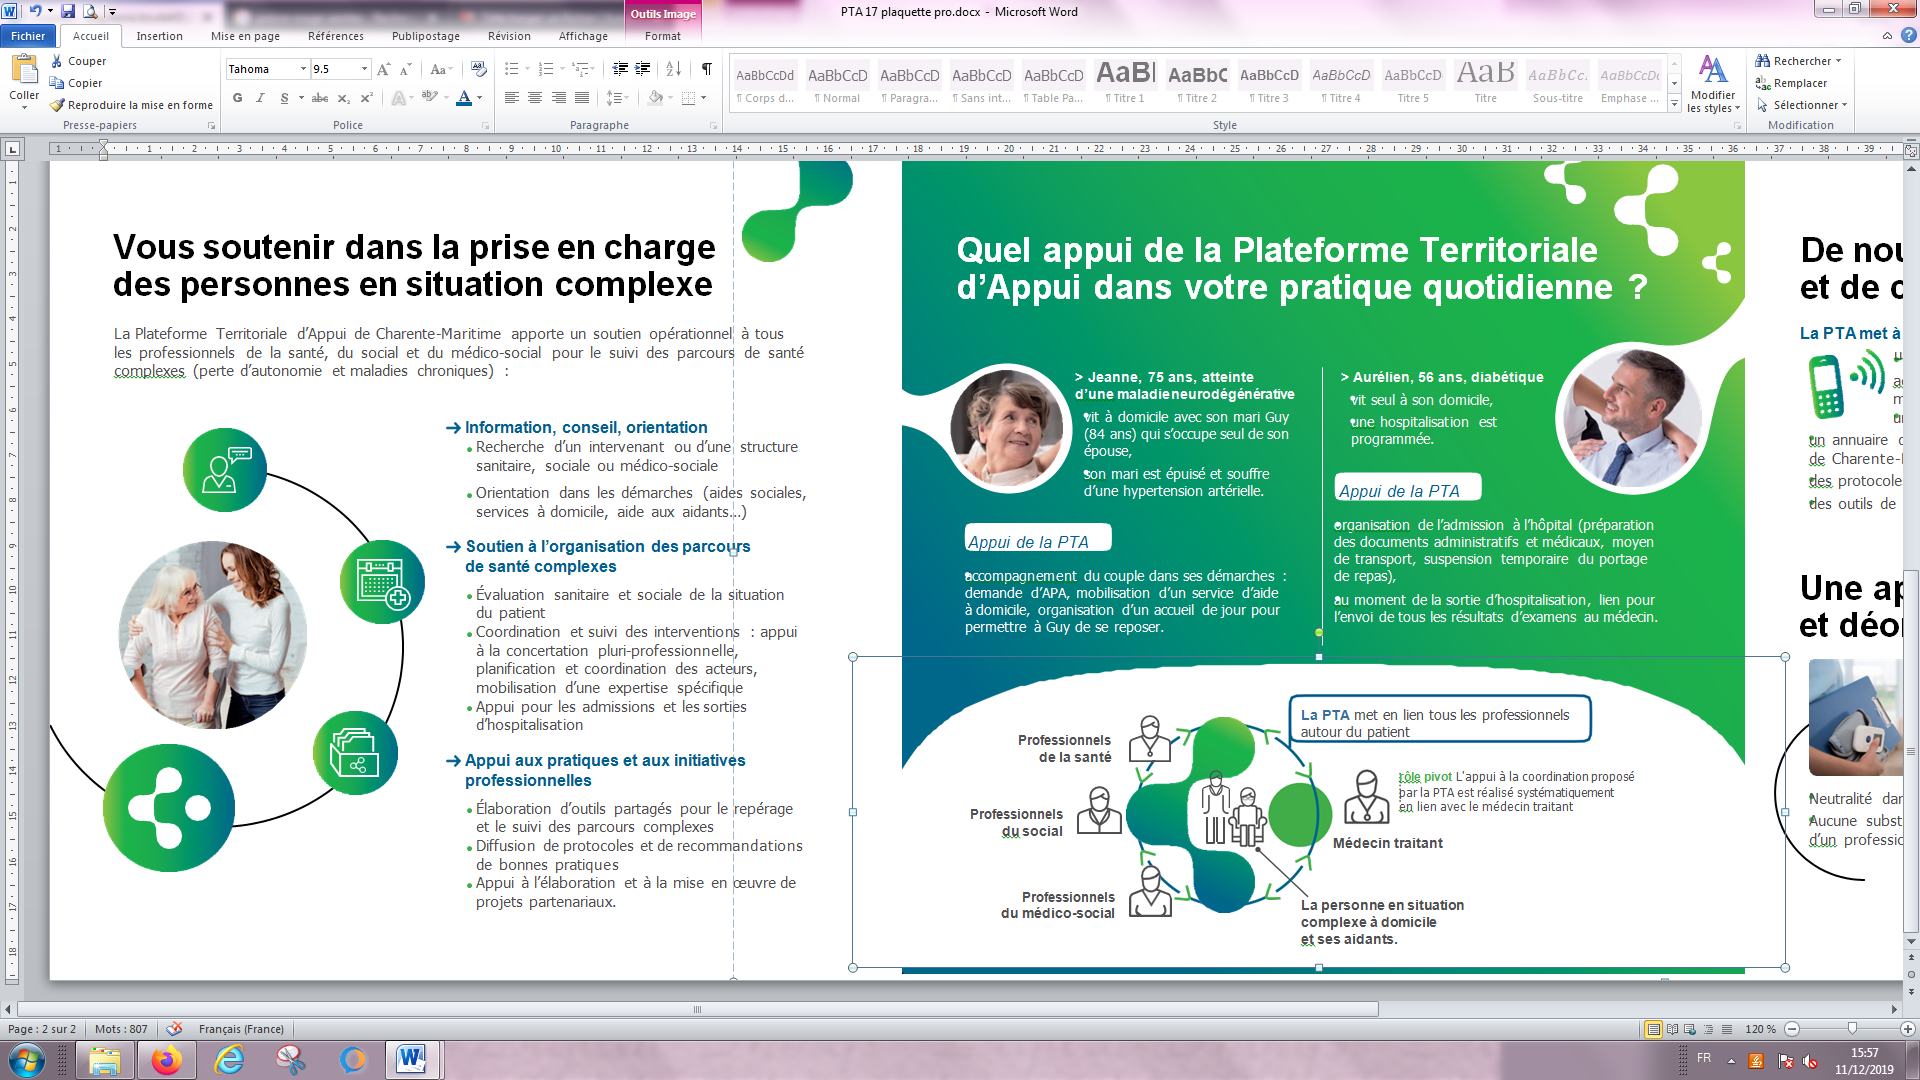 PTA 17 plaquette pro.docx - Microsoft Word
Outils Image
Fichier
Accueil
Insertion
Mise en page
Références
Publipostage
Révision
Affichage
Format
Coller
Couper
Copier
Reproduire la mise en forme
Presse-papiers
Tahoma
9.5
G I S abc
Police
Paragraphe
AaBbCcDd
¶ Corps d...
AaBbCcD
¶ Normal
AaBbCcD
¶ Paragra...
AaBbCcD
¶ Sans int...
AaBbCcD
¶ Table Pa...
AaBl
¶ Titre 1
AaBbC
¶ Titre 2
AaBbCcD
¶ Titre 3
AaBbCcD
¶ Titre 4
AaBbCcD
Titre 5
AaB
Titre
AaBbCc.
Sous-titre
AaBbCcDc
Emphase ...
Style
Modifier
les styles
Rechercher
Remplacer
Sélectionner
Modification
Vous soutenir dans la prise en charge
des personnes en situation complexe
La Plateforme Territoriale d’Appui de Charente-Maritime apporte un soutien opérationnel à tous
les professionnels de la santé, du social et du médico-social pour le suivi des parcours de santé
complexes (perte d’autonomie et maladies chroniques) :
Information, conseil, orientation
• Recherche d’un intervenant ou d’une structure
sanitaire, sociale ou médico-sociale
• Orientation dans les démarches (aides sociales,
services à domicile, aide aux aidants...)
Soutien à l’organisation des parcours
de santé complexes
• Évaluation sanitaire et sociale de la situation
du patient
• Coordination et suivi des interventions : appui
à la concertation pluri-professionnelle,
planification et coordination des acteurs,
mobilisation d’une expertise spécifique
• Appui pour les admissions et les sorties
d’hospitalisation
Appui aux pratiques et aux initiatives
professionnelles
• Élaboration d’outils partagés pour le repérage
et le suivi des parcours complexes
• Diffusion de protocoles et de recommandations
de bonnes pratiques
• Appui à l’élaboration et à la mise en œuvre de
projets partenariaux.
Quel appui de la Plateforme Territoriale
d’Appui dans votre pratique quotidienne ?
> Jeanne, 75 ans, atteinte
d’une maladie neurodégénérative
vit à domicile avec son mari Guy
(84 ans) qui s’occupe seul de son
épouse,
son mari est épuisé et souffre
d’une hypertension artérielle.
Appui de la PTA
accompagnement du couple dans ses démarches :
demande d’APA, mobilisation d’un service d’aide
à domicile, organisation d’un accueil de jour pour
permettre à Guy de se reposer.
> Aurélien, 56 ans, diabétique
vit seul à son domicile,
une hospitalisation est
programmée.
Appui de la PTA
organisation de l’admission à l’hôpital (préparation
des documents administratifs et médicaux, moyen
de transport, suspension temporaire du portage
de repas),
au moment de la sortie d’hospitalisation, lien pour
l’envoi de tous les résultats d’examens au médecin.
La PTA met en lien tous les professionnels
autour du patient
Professionnels
de la santé
Professionnels
du social
Professionnels
du médico-social
rôle pivot L'appui à la coordination proposé
par la PTA est réalisé systématiquement
en lien avec le médecin traitant
Médecin traitant
La personne en situation
complexe à domicile
et ses aidants.
De nou
et de c
La PTA met à
un annuaire
de Charente-
des protocole
des outils de
Une ap
et déor
Neutralité dan
Aucune subst
d’un professio
Page : 2 sur 2
Mots : 807
Français (France)
120 %
FR
15:57
11/12/2019